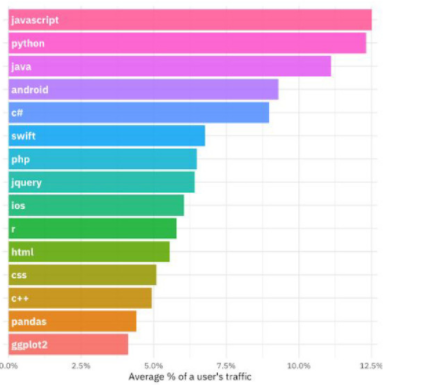 javascript
python
java
android
c#
swift
php
jquery
ios
r
html
css
c++
pandas
ggplot2
0.0% 2.5% 5.0% 7.5% 10.0% 12.5%
Average % of a user's traffic